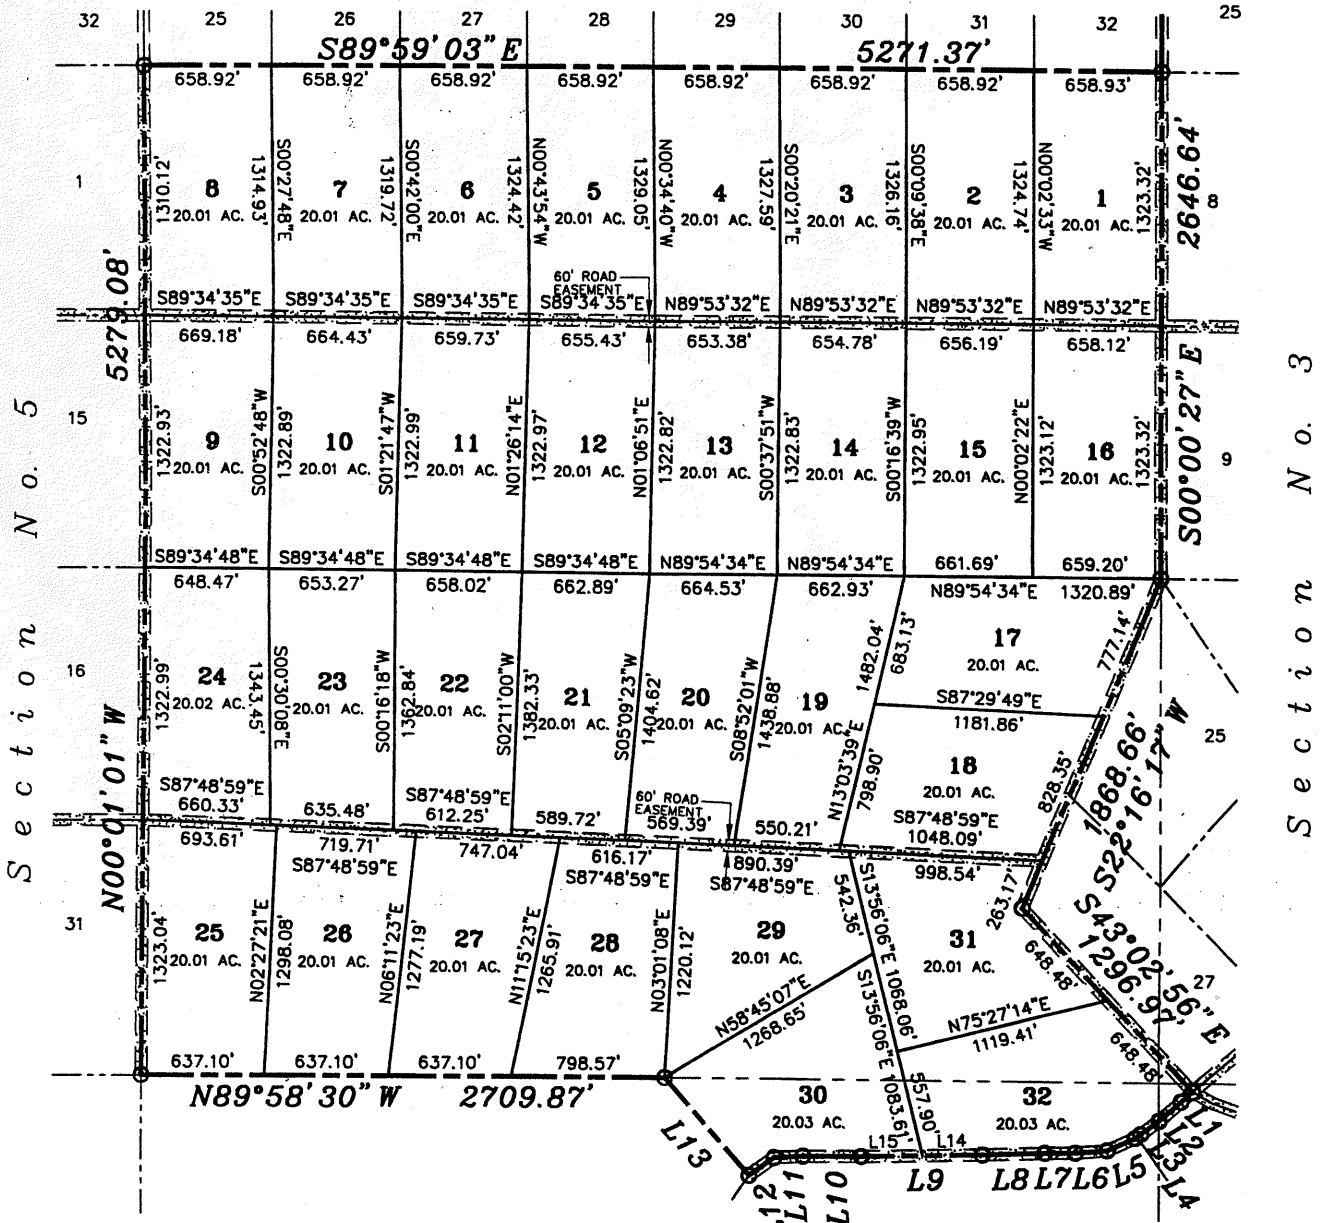 32 25 26 27 28 29 30 31 32 25
S89°59'03"E 5271.37'
658.92' 658.92' 658.92' 658.92' 658.92' 658.92' 658.92' 658.93'
1 8
1310.12' 8 20.01 AC. 1314.93'
S00°27'48"E 7 20.01 AC. 1319.72'
S00°42'00"E 6 20.01 AC. 1324.42'
N00°43'54"W 5 20.01 AC. 1329.05'
N00°34'40"W 4 20.01 AC. 1327.59'
S00°20'21"E 3 20.01 AC. 1326.16'
S00°09'38"E 2 20.01 AC. 1324.74'
N00°02'33"W 1 20.01 AC. 1323.32'
2646.64'
5279.08'
60' ROAD
EASEMENT
S89°34'35"E S89°34'35"E S89°34'35"E S89°34'35"E N89°53'32"E N89°53'32"E N89°53'32"E N89°53'32"E
669.18' 664.43' 659.73' 655.43' 653.38' 654.78' 656.19' 658.12'
S00°00'27"E
Section No. 5
Section No. 3
15 9
1322.93' 9 20.01 AC. S00°52'48"W
1322.89' 10 20.01 AC. S01°21'47"W
1322.99' 11 20.01 AC. N01°26'14"E
1322.97' 12 20.01 AC. N01°06'51"E
1322.82' 13 20.01 AC. S00°37'51"W
1322.83' 14 20.01 AC. S00°16'39"W
1322.95' 15 20.01 AC. N00°02'22"E
1323.12' 16 20.01 AC. 1323.32'
S89°34'48"E S89°34'48"E S89°34'48"E S89°34'48"E N89°54'34"E N89°54'34"E 661.69' 659.20'
648.47' 653.27' 658.02' 662.89' 664.53' 662.93' N89°54'34"E 1320.89'
16 25
1322.99' 24 20.02 AC. 1343.45'
S00°30'08"E 23 20.01 AC. S00°16'18"W
1362.84' 22 20.01 AC. S02°11'00"W
1382.33' 21 20.01 AC. S05°09'23"W
1404.62' 20 20.01 AC. S08°52'01"W
1438.88' 19 20.01 AC. 1482.04'
N13°03'39"E
683.13' 17 20.01 AC. 777.14'
S87°29'49"E
1181.86'
798.90' 18 20.01 AC. 828.35'
1868.66'
S22°16'17"W
N00°01'01"W
60' ROAD
EASEMENT
S87°48'59"E
660.33' 635.48'
S87°48'59"E
612.25' 589.72' 569.39' 550.21'
S87°48'59"E
1048.09'
693.61' 719.71' 747.04' 616.17' 890.39' 998.54'
S87°48'59"E S87°48'59"E S87°48'59"E
31 27
1323.04' 25 20.01 AC. N02°27'21"E
1298.08' 26 20.01 AC. N06°11'23"E
1277.19' 27 20.01 AC. N11°15'23"E
1265.91' 28 20.01 AC. N03°01'08"E
1220.12' 29 20.01 AC.
542.36'
S13°56'06"E 1068.06'
31 20.01 AC. 263.17'
648.48'
S43°02'56"E
1296.97'
N58°45'07"E
1268.65'
S13°56'06"E 1083.61'
N75°27'14"E
1119.41'
648.48
637.10' 637.10' 637.10' 798.57'
N89°58'30"W 2709.87'
30 20.03 AC. 557.90' 32 20.03 AC.
L15 L14
L13 L12 L11 L10 L9 L8 L7 L6 L5 L4 L3 L2 L1